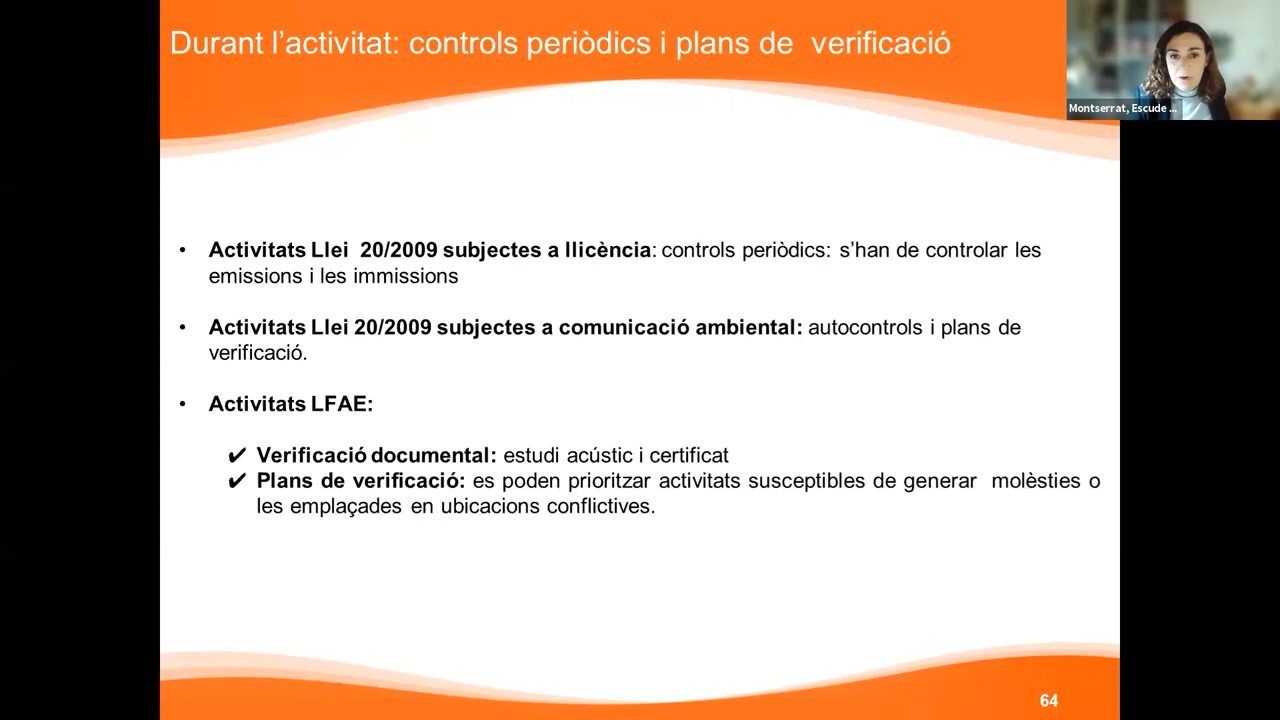 Durant l'activitat: controls periòdics i plans de verificació
Montserrat, Escude ...
• Activitats Llei 20/2009 subjectes a llicència: controls periòdics: s'han de controlar les
emissions i les immissions
• Activitats Llei 20/2009 subjectes a comunicació ambiental: autocontrols i plans de
verificació.
• Activitats LFAE:
✔ Verificació documental: estudi acústic i certificat
✔ Plans de verificació: es poden prioritzar activitats susceptibles de generar molèsties o
les emplaçades en ubicacions conflictives.
64